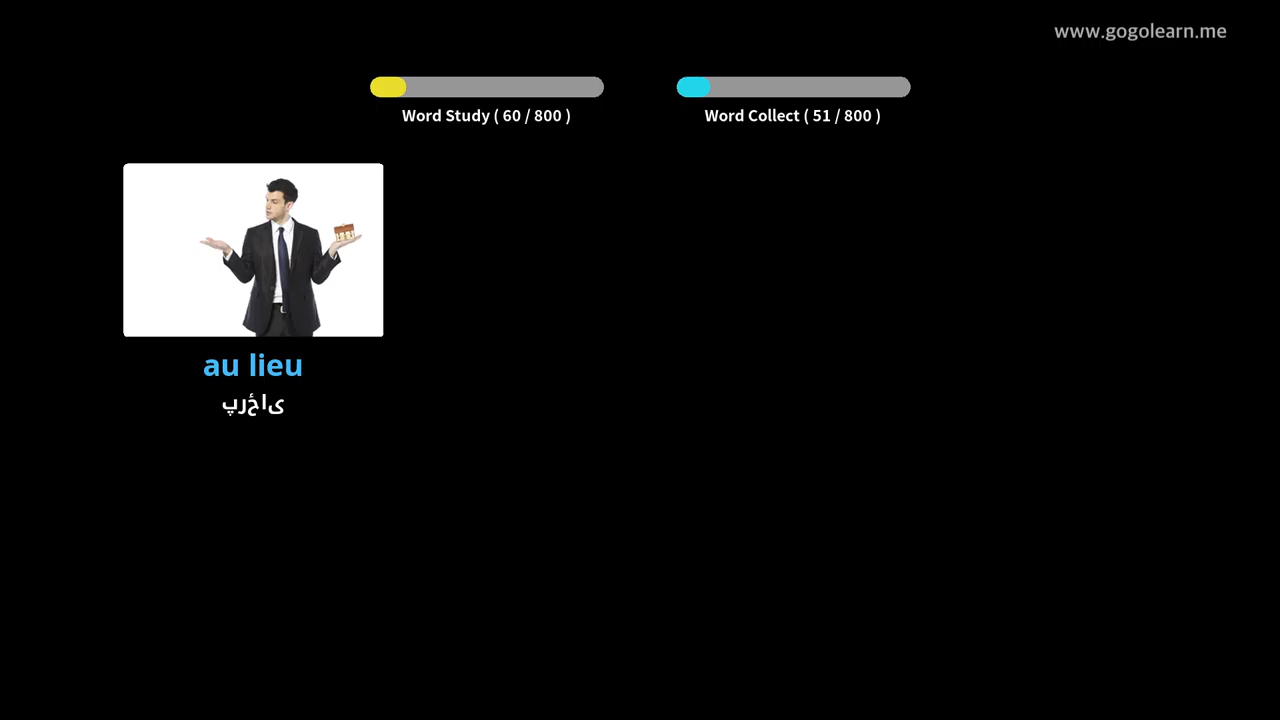 www.gogolearn.me
Word Study ( 60 / 800 )
Word Collect ( 51 / 800 )
au lieu
پرځای